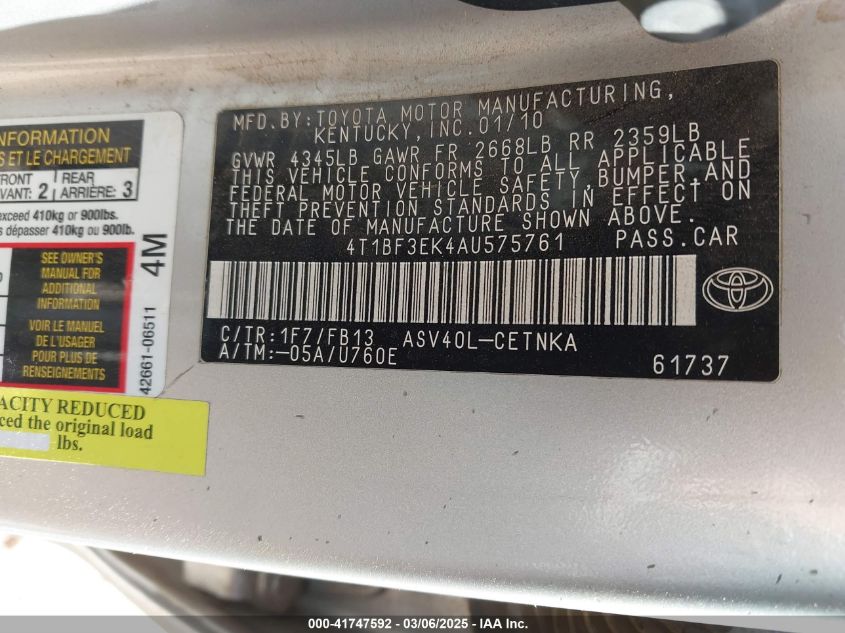 NFORMATION
S ET LE CHARGEMENT
FRONT
VANT: 2
REAR
ARRIÈRE: 3
exceed 410kg or 900lbs.
s dépasser 410kg ou 900lb.
SEE OWNER'S
MANUAL FOR
ADDITIONAL
INFORMATION
VOIR LE MANUEL
DE L'USAGER
POUR PLUS DE
RENSEIGNEMENTS
4M
42661-06511
ACITY REDUCED
ced the original load
lbs.
MFD.BY:TOYOTA MOTOR MANUFACTURING,
KENTUCKY,INC.01/10
GVWR 4345LB GAWR FR 2668LB RR 2359LB
THIS VEHICLE CONFORMS TO ALL APPLICABLE
FEDERAL MOTOR VEHICLE SAFETY,BUMPER,AND
THEFT PREVENTION STANDARDS IN EFFECT ON
THE DATE OF MANUFACTURE SHOWN ABOVE.
4T1BF3EK4AU575761 PASS.CAR
C/TR:1F7/FB13 ASV40L-CETNKA
A/TM:-05A/U760E
61737
000-41747592 - 03/06/2025 - IAA Inc.